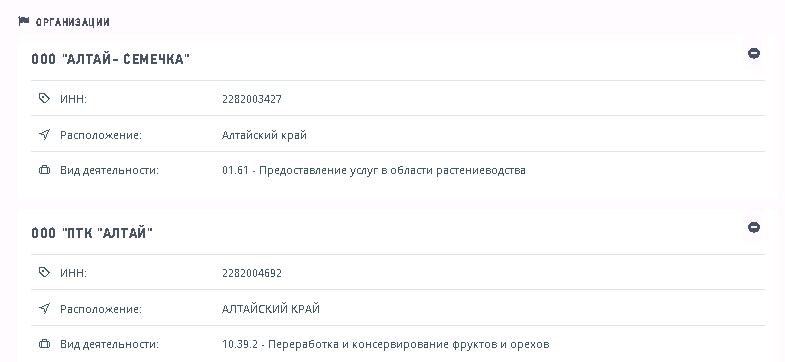 ОРГАНИЗАЦИИ
ООО "АЛТАЙ- СЕМЕЧКА"
ИНН: 2282003427
Расположение: Алтайский край
Вид деятельности: 01.61 - Предоставление услуг в области растениеводства
ООО "ПТК "АЛТАЙ"
ИНН: 2282004692
Расположение: АЛТАЙСКИЙ КРАЙ
Вид деятельности: 10.39.2 - Переработка и консервирование фруктов и орехов